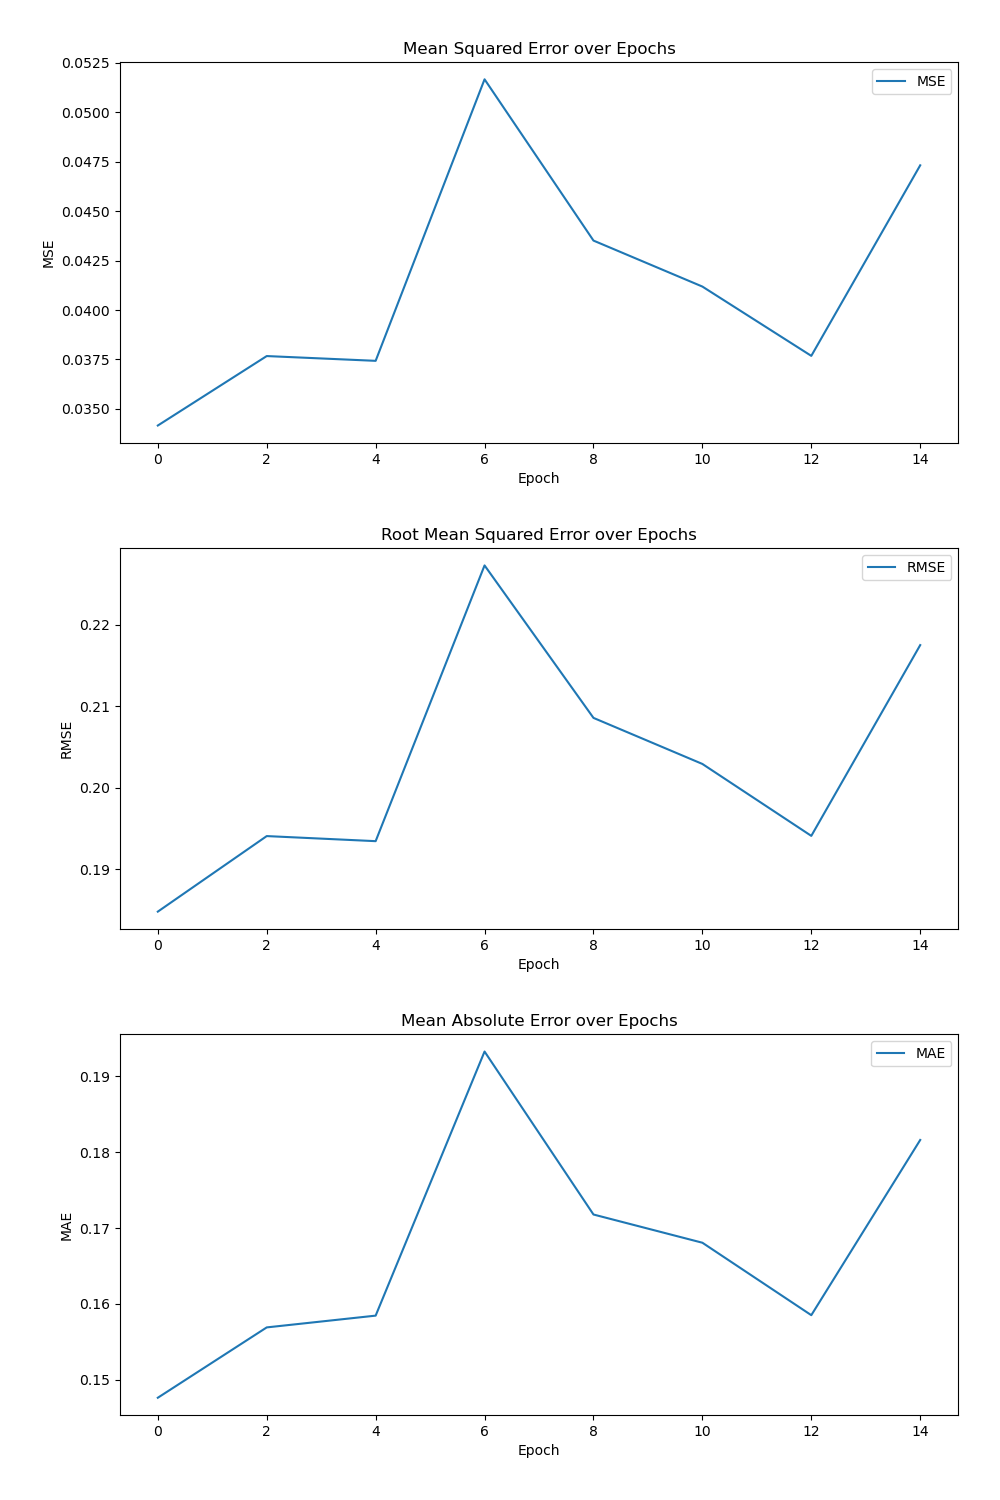 Mean Squared Error over Epochs
MSE
0.0525
0.0500
0.0475
0.0450
0.0425
0.0400
0.0375
0.0350
MSE
0 2 4 6 8 10 12 14
Epoch
Root Mean Squared Error over Epochs
RMSE
0.22
0.21
0.20
0.19
RMSE
0 2 4 6 8 10 12 14
Epoch
Mean Absolute Error over Epochs
MAE
0.19
0.18
0.17
0.16
0.15
MAE
0 2 4 6 8 10 12 14
Epoch